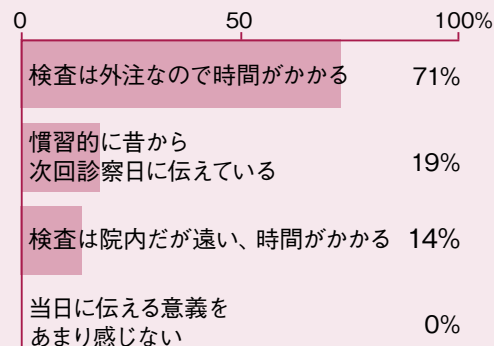 0 50 100%
検査は外注なので時間がかかる 71%
慣習的に昔から
次回診察日に伝えている 19%
検査は院内だが遠い、時間がかかる 14%
当日に伝える意義を
あまり感じない 0%